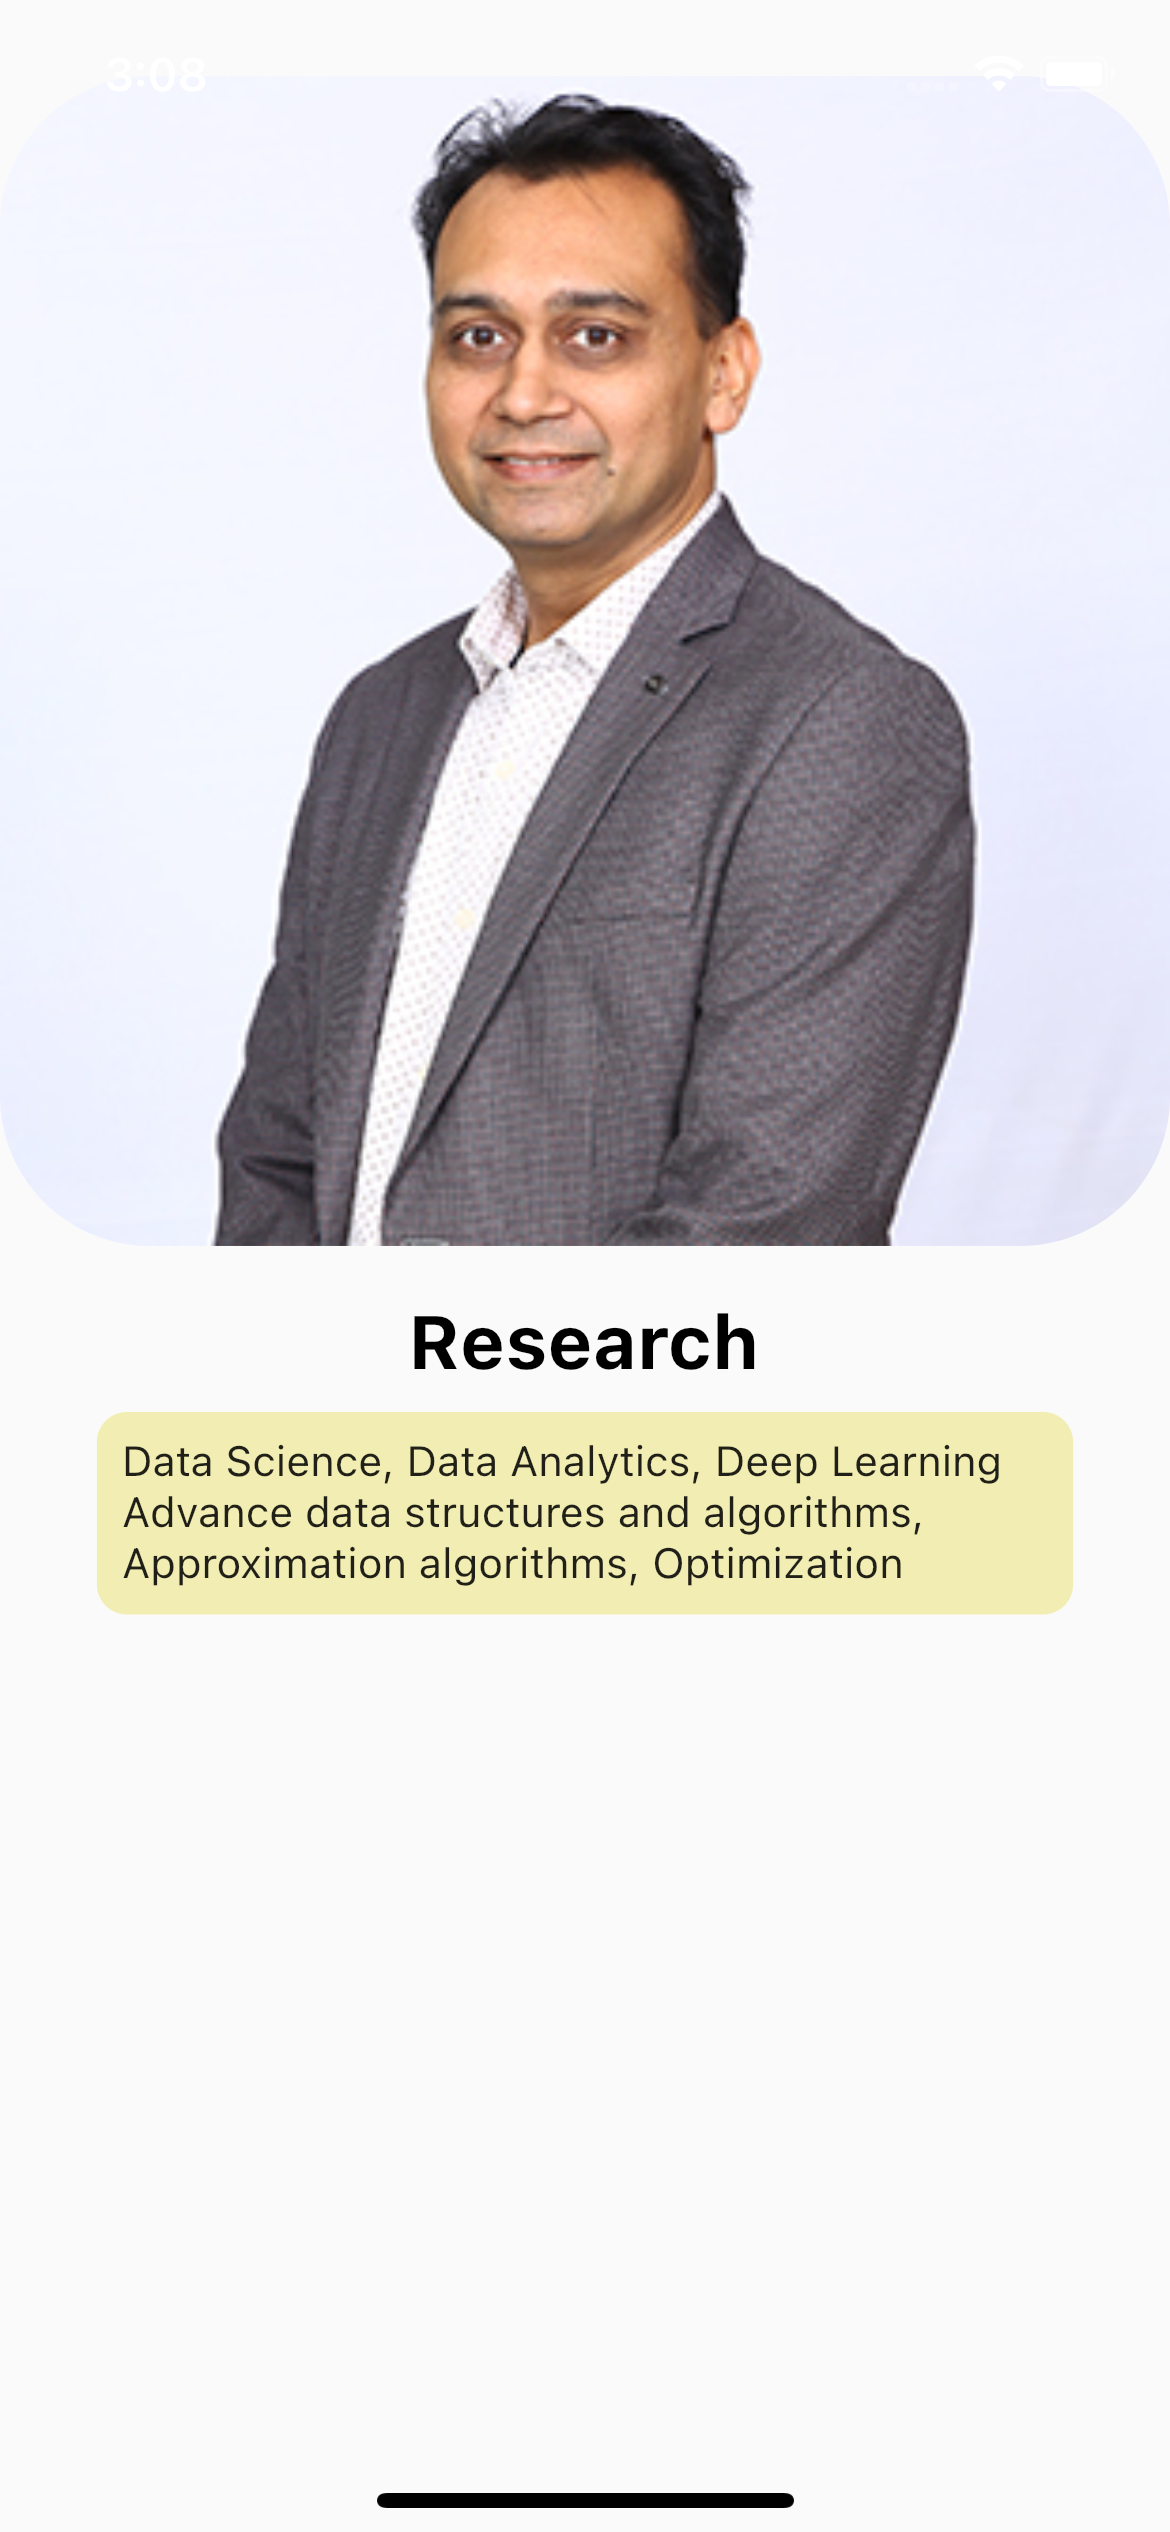 3:08
Research
Data Science, Data Analytics, Deep Learning
Advance data structures and algorithms,
Approximation algorithms, Optimization